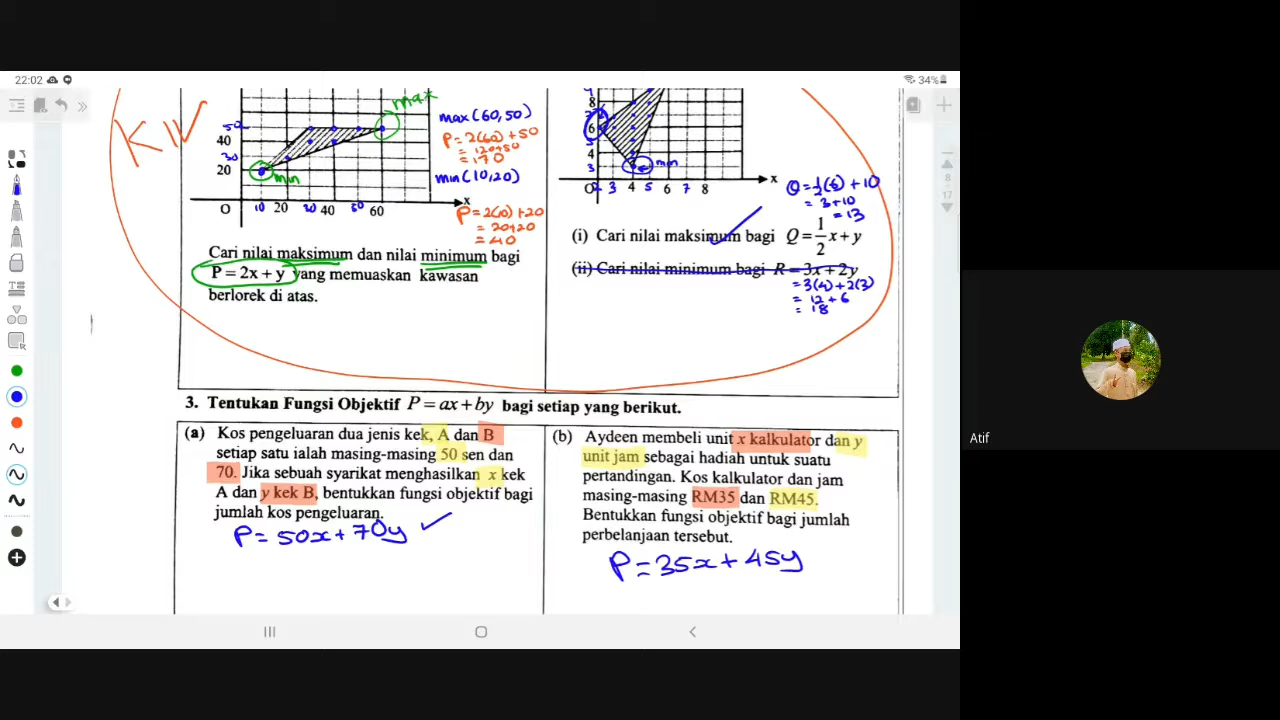 22:02
34%
KIV
max
50
40
30
20
min
O
10
20
30
40
50
60
x
max(60,50)
P=2(60)+50
=120+50
=170
min(10,20)
P=2(10)+20
=20+20
=40
8
7
6
5
4
3
min
O
2
3
4
5
6
7
8
x
Q=1/2(6)+10
=3+10
=13
Cari nilai maksimum dan nilai minimum bagi
P = 2x + y yang memuaskan kawasan
berlorek di atas.
(i) Cari nilai maksimum bagi Q = 1/2 x + y
(ii) Cari nilai minimum bagi R = 3x + 2y
= 3(4)+2(3)
= 12 + 6
= 18
3. Tentukan Fungsi Objektif P = ax + by bagi setiap yang berikut.
(a) Kos pengeluaran dua jenis kek, A dan B
setiap satu ialah masing-masing 50 sen dan
70. Jika sebuah syarikat menghasilkan x kek
A dan y kek B, bentukkan fungsi objektif bagi
jumlah kos pengeluaran.
P = 50x + 70y
(b) Aydeen membeli unit x kalkulator dan y
unit jam sebagai hadiah untuk suatu
pertandingan. Kos kalkulator dan jam
masing-masing RM35 dan RM45.
Bentukkan fungsi objektif bagi jumlah
perbelanjaan tersebut.
P = 35x + 45y
8
17
Atif